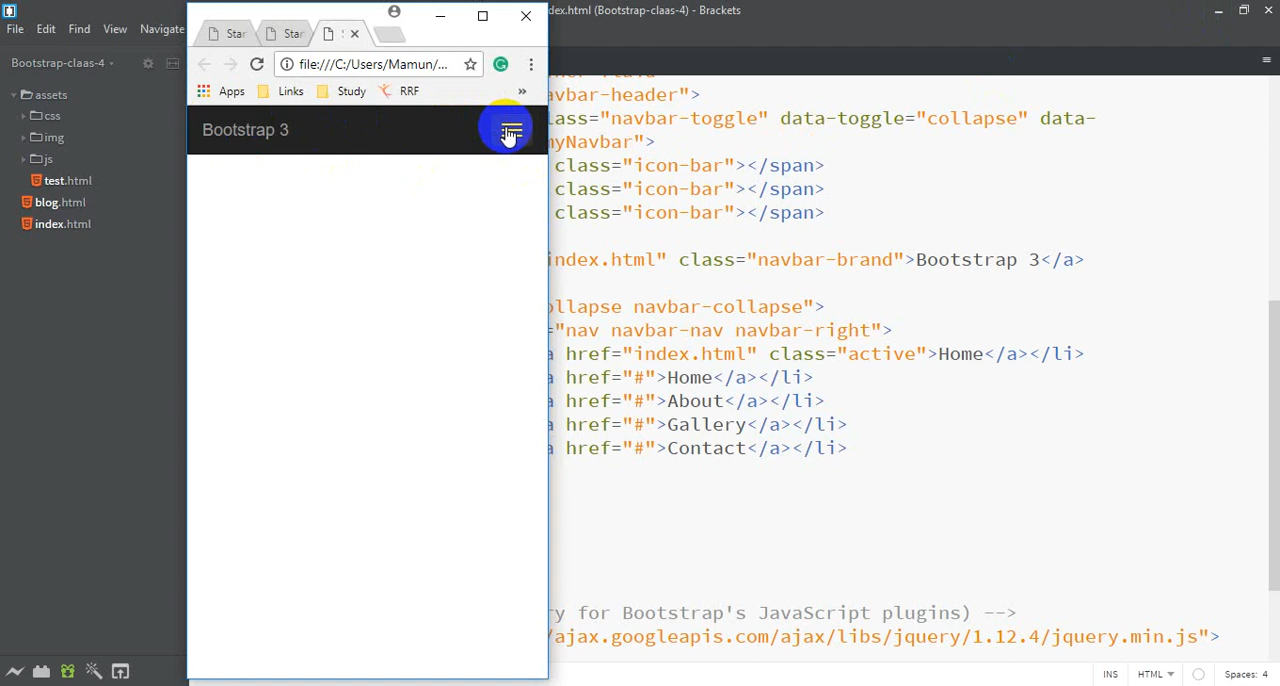 index.html (Bootstrap-claas-4) - Brackets
File Edit Find View Navigate
Bootstrap-claas-4
assets
css
img
js
test.html
blog.html
index.html
Star
Star
file:///C:/Users/Mamun/...
Apps
Links
Study
RRF
»
Bootstrap 3
avbar-header">
lass="navbar-toggle" data-toggle="collapse" data-
myNavbar">
class="icon-bar"></span>
class="icon-bar"></span>
class="icon-bar"></span>
index.html" class="navbar-brand">Bootstrap 3</a>
ollapse navbar-collapse">
="nav navbar-nav navbar-right">
a href="index.html" class="active">Home</a></li>
a href="#">Home</a></li>
a href="#">About</a></li>
a href="#">Gallery</a></li>
a href="#">Contact</a></li>
ry for Bootstrap's JavaScript plugins) -->
/ajax.googleapis.com/ajax/libs/jquery/1.12.4/jquery.min.js">
INS HTML Spaces: 4